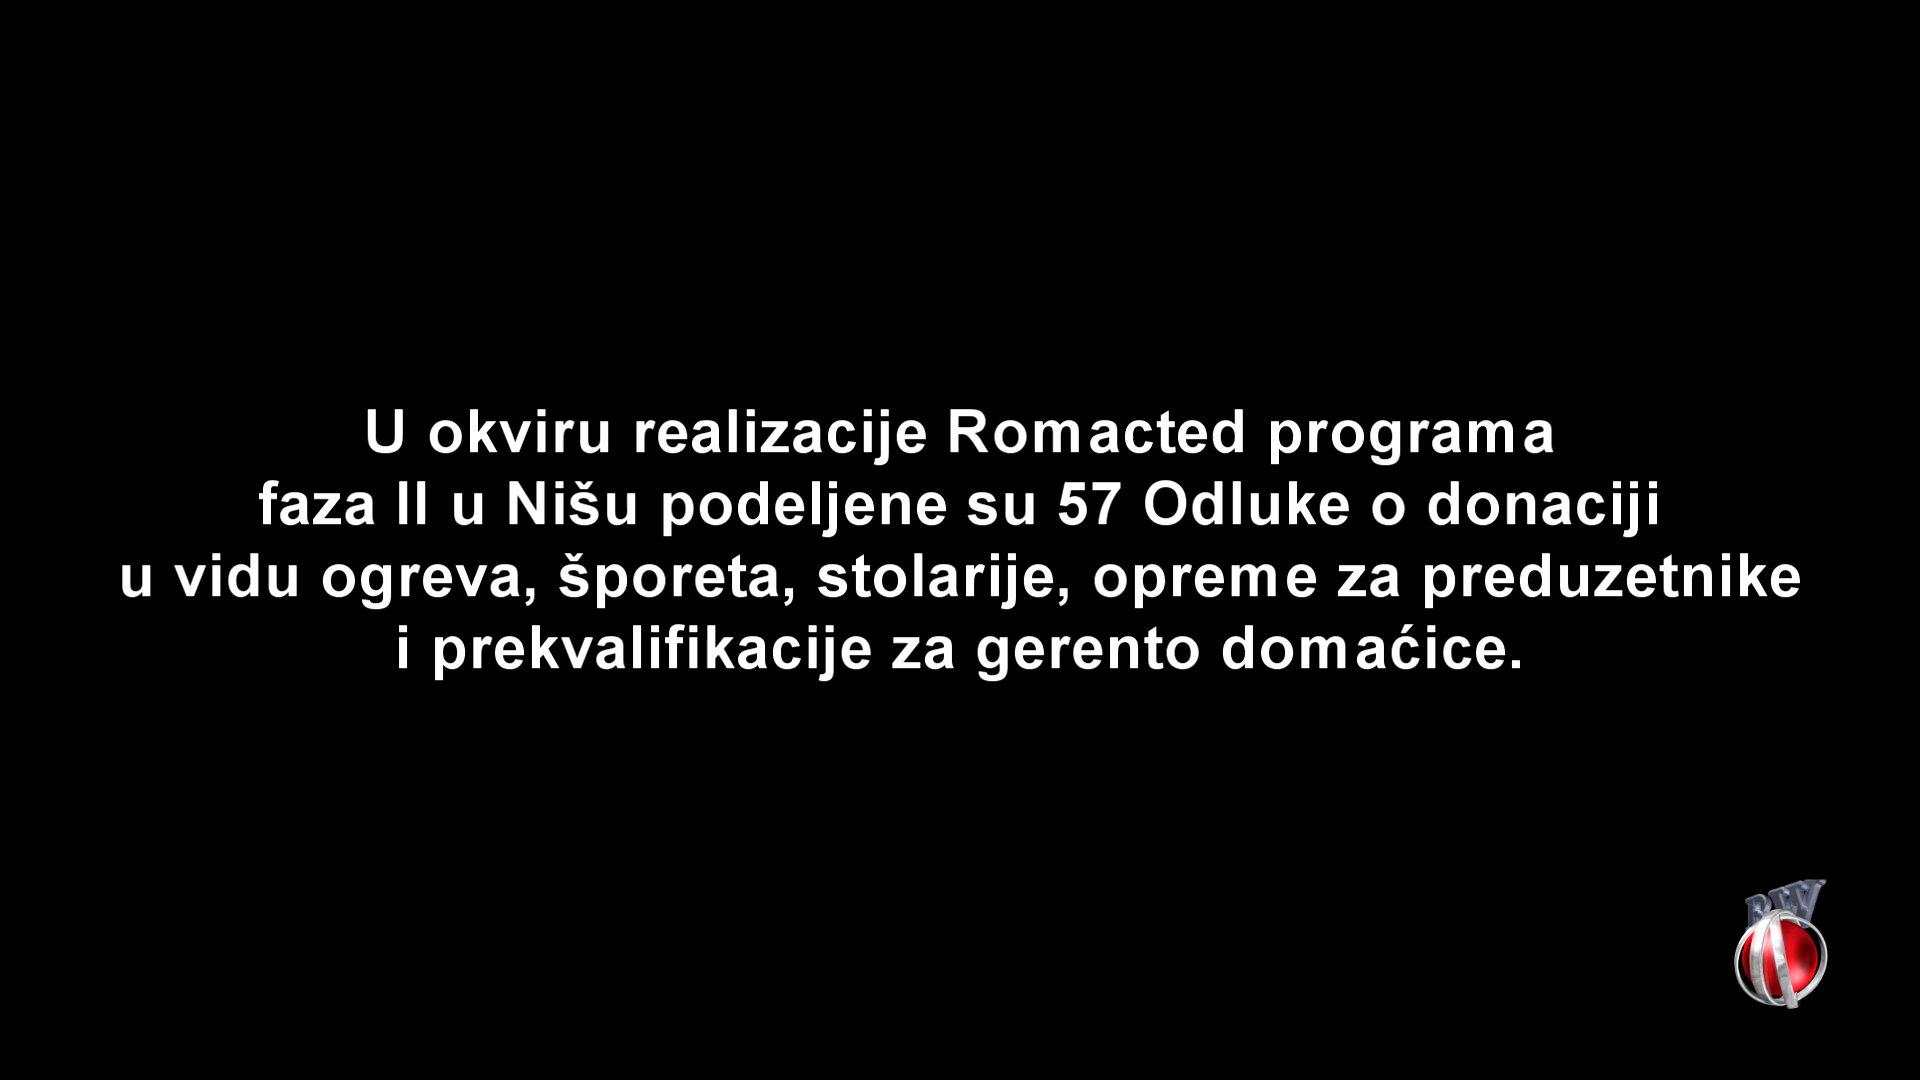 U okviru realizacije Romacted programa
faza II u Nišu podeljene su 57 Odluke o donaciji
u vidu ogreva, šporeta, stolarije, opreme za preduzetnike
i prekvalifikacije za gerento domaćice.